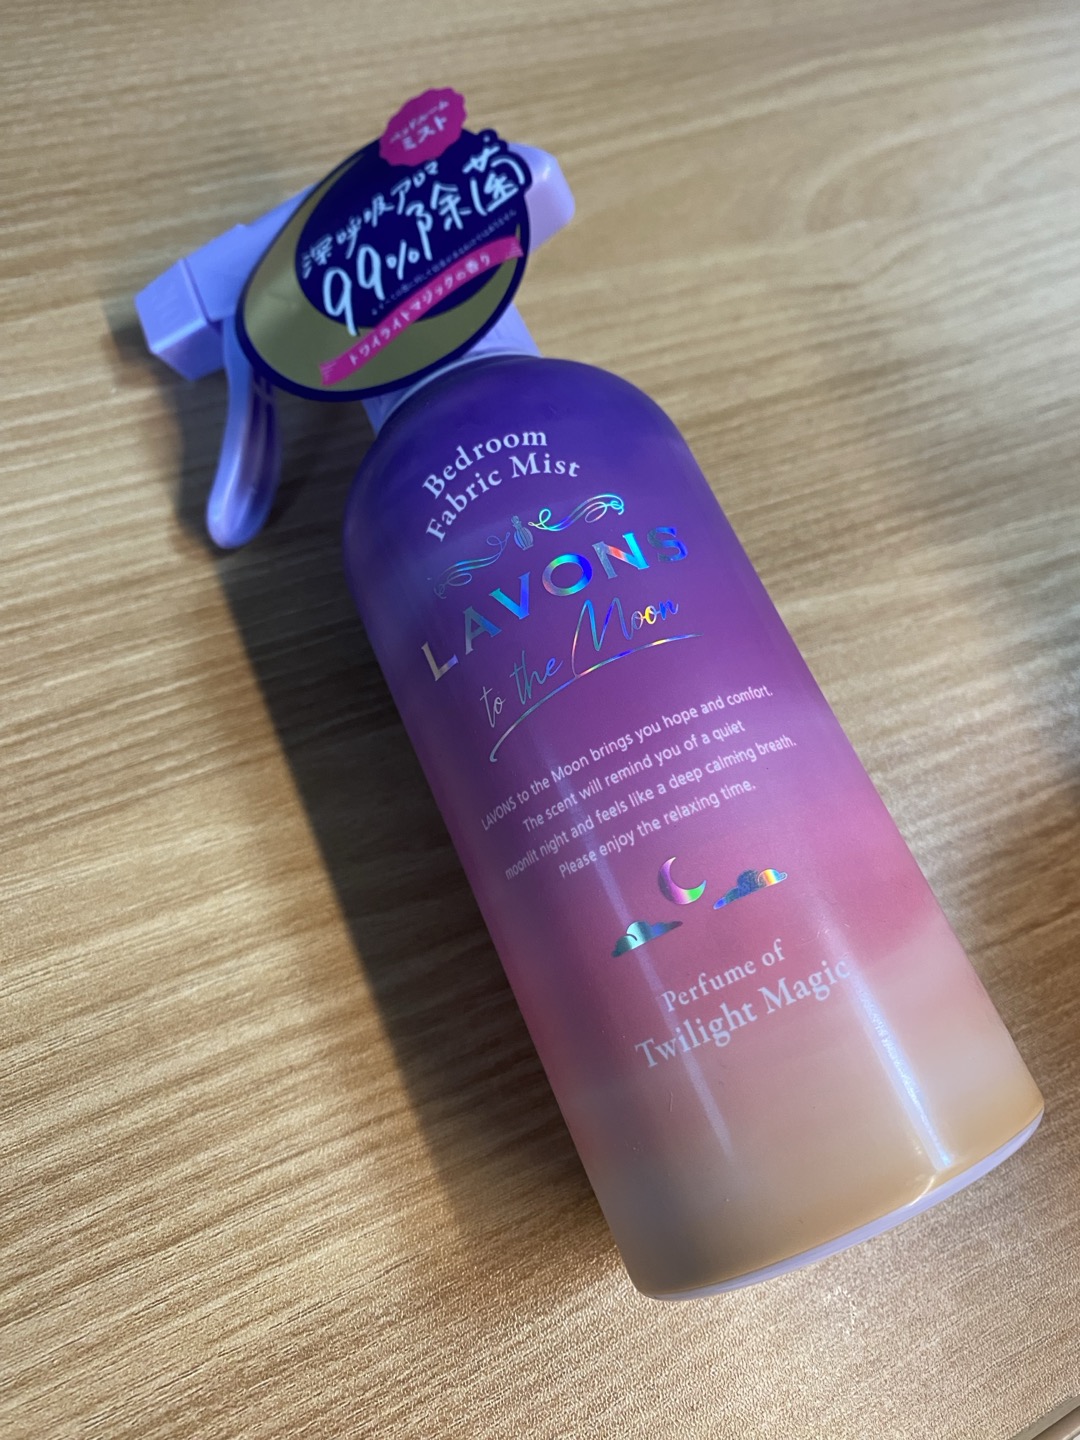 ベッドルーム
ミスト
深呼吸アロマ
99%除菌
トワイライトマジックの香り
Bedroom
Fabric Mist
LAVONS
to the Moon
LAVONS to the Moon brings you hope and comfort.
The scent will remind you of a quiet
moonlit night and feels like a deep calming breath.
Please enjoy the relaxing time.
Perfume of
Twilight Magic